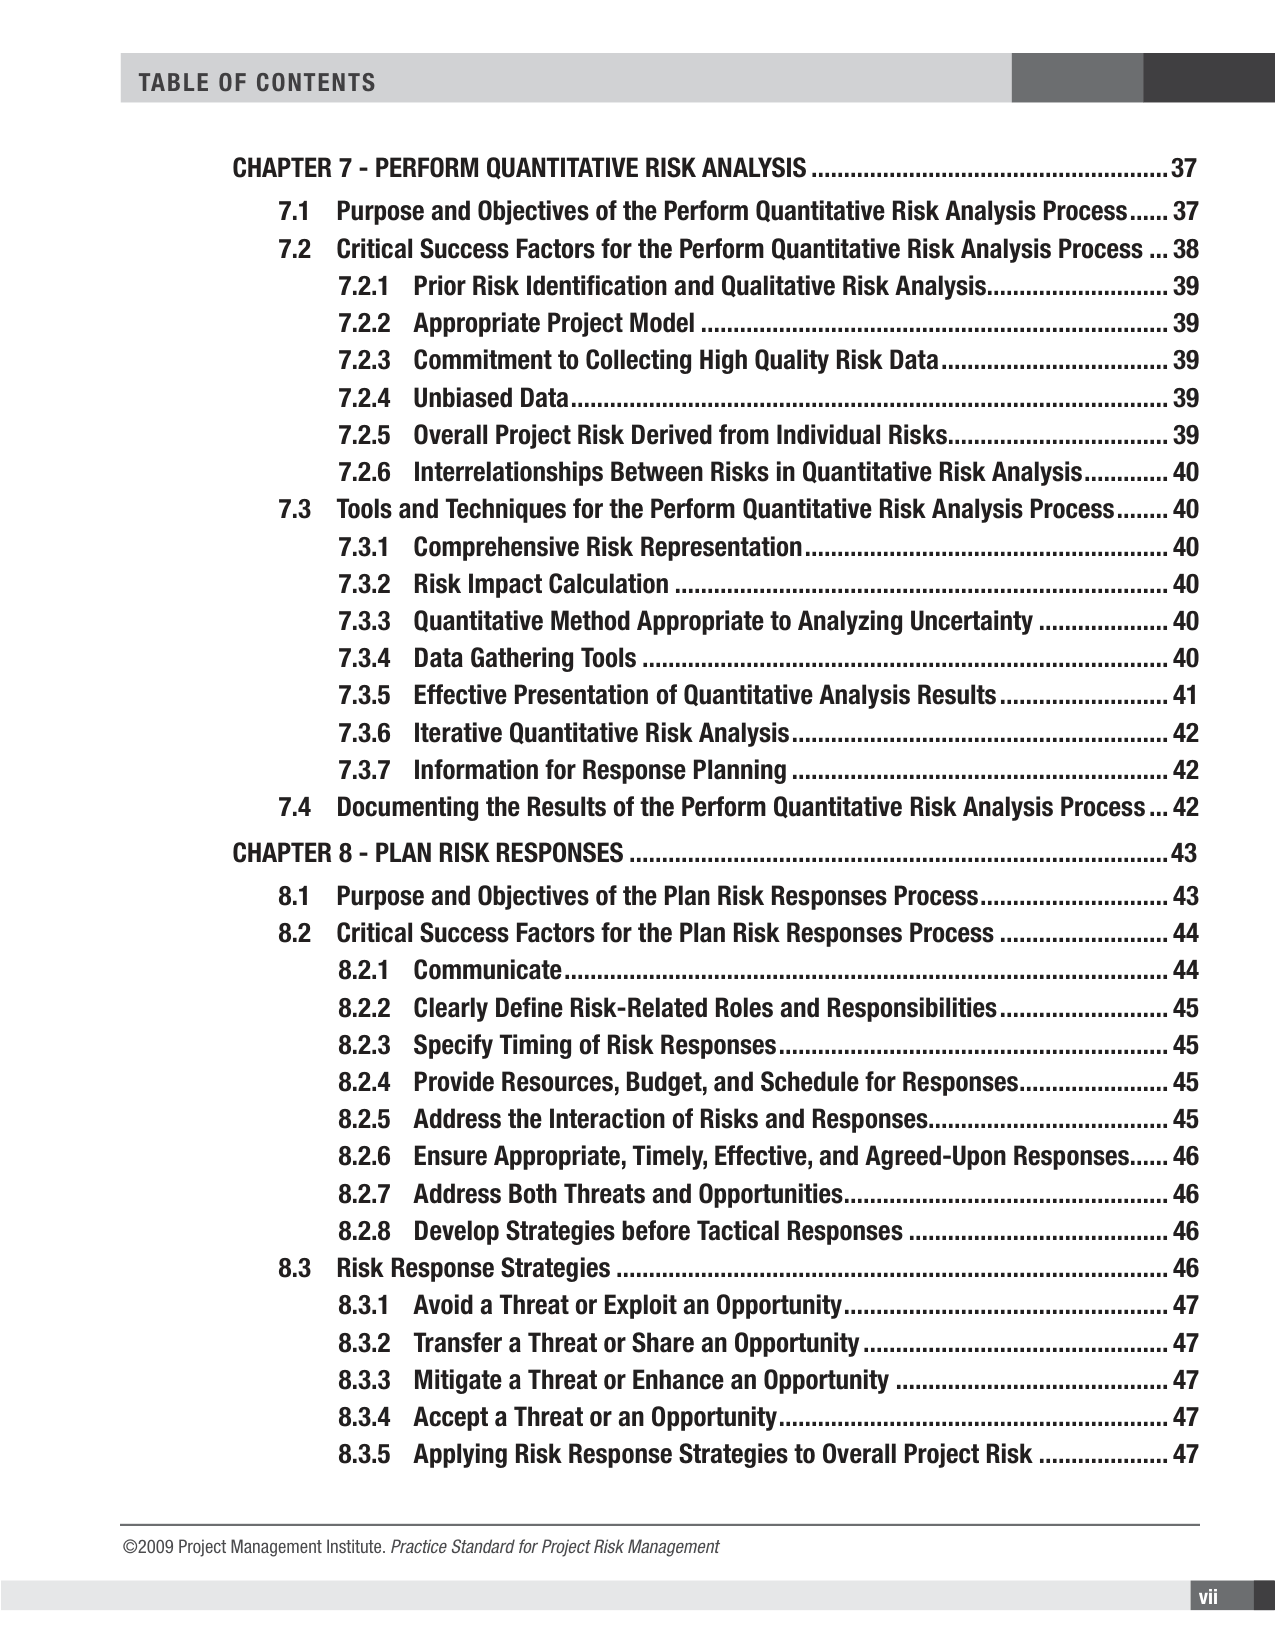 TABLE OF CONTENTS
CHAPTER 7 - PERFORM QUANTITATIVE RISK ANALYSIS ....................................................... 37
7.1 Purpose and Objectives of the Perform Quantitative Risk Analysis Process...... 37
7.2 Critical Success Factors for the Perform Quantitative Risk Analysis Process ... 38
7.2.1 Prior Risk Identification and Qualitative Risk Analysis............................ 39
7.2.2 Appropriate Project Model ........................................................................ 39
7.2.3 Commitment to Collecting High Quality Risk Data................................... 39
7.2.4 Unbiased Data............................................................................................ 39
7.2.5 Overall Project Risk Derived from Individual Risks.................................. 39
7.2.6 Interrelationships Between Risks in Quantitative Risk Analysis............. 40
7.3 Tools and Techniques for the Perform Quantitative Risk Analysis Process........ 40
7.3.1 Comprehensive Risk Representation........................................................ 40
7.3.2 Risk Impact Calculation ............................................................................ 40
7.3.3 Quantitative Method Appropriate to Analyzing Uncertainty .................... 40
7.3.4 Data Gathering Tools ................................................................................. 40
7.3.5 Effective Presentation of Quantitative Analysis Results.......................... 41
7.3.6 Iterative Quantitative Risk Analysis.......................................................... 42
7.3.7 Information for Response Planning .......................................................... 42
7.4 Documenting the Results of the Perform Quantitative Risk Analysis Process ... 42
CHAPTER 8 - PLAN RISK RESPONSES ................................................................................... 43
8.1 Purpose and Objectives of the Plan Risk Responses Process............................. 43
8.2 Critical Success Factors for the Plan Risk Responses Process .......................... 44
8.2.1 Communicate............................................................................................. 44
8.2.2 Clearly Define Risk-Related Roles and Responsibilities.......................... 45
8.2.3 Specify Timing of Risk Responses............................................................ 45
8.2.4 Provide Resources, Budget, and Schedule for Responses....................... 45
8.2.5 Address the Interaction of Risks and Responses..................................... 45
8.2.6 Ensure Appropriate, Timely, Effective, and Agreed-Upon Responses...... 46
8.2.7 Address Both Threats and Opportunities.................................................. 46
8.2.8 Develop Strategies before Tactical Responses ........................................ 46
8.3 Risk Response Strategies ..................................................................................... 46
8.3.1 Avoid a Threat or Exploit an Opportunity.................................................. 47
8.3.2 Transfer a Threat or Share an Opportunity ............................................... 47
8.3.3 Mitigate a Threat or Enhance an Opportunity .......................................... 47
8.3.4 Accept a Threat or an Opportunity............................................................ 47
8.3.5 Applying Risk Response Strategies to Overall Project Risk .................... 47
©2009 Project Management Institute. Practice Standard for Project Risk Management
vii